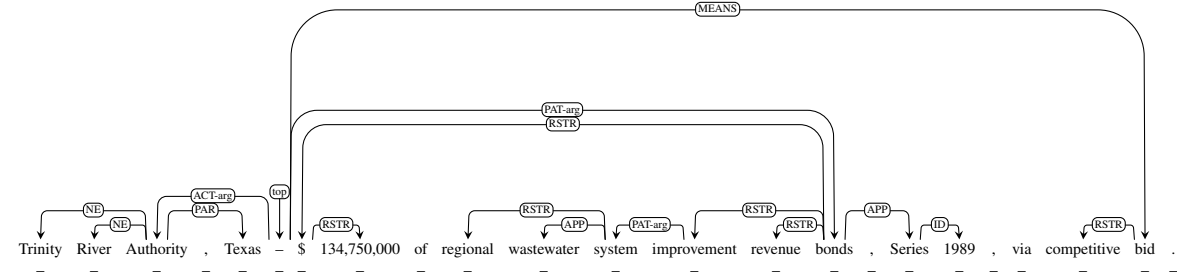 MEANS
PAT-arg
RSTR
ACT-arg top
NE PAR RSTR RSTR APP ID
NE RSTR APP PAT-arg RSTR RSTR
Trinity River Authority , Texas – $ 134,750,000 of regional wastewater system improvement revenue bonds , Series 1989 , via competitive bid .
_ _ _ _ _ _ _ _ _ _ _ _ _ _ _ _ _ _ _ _ _ _ _